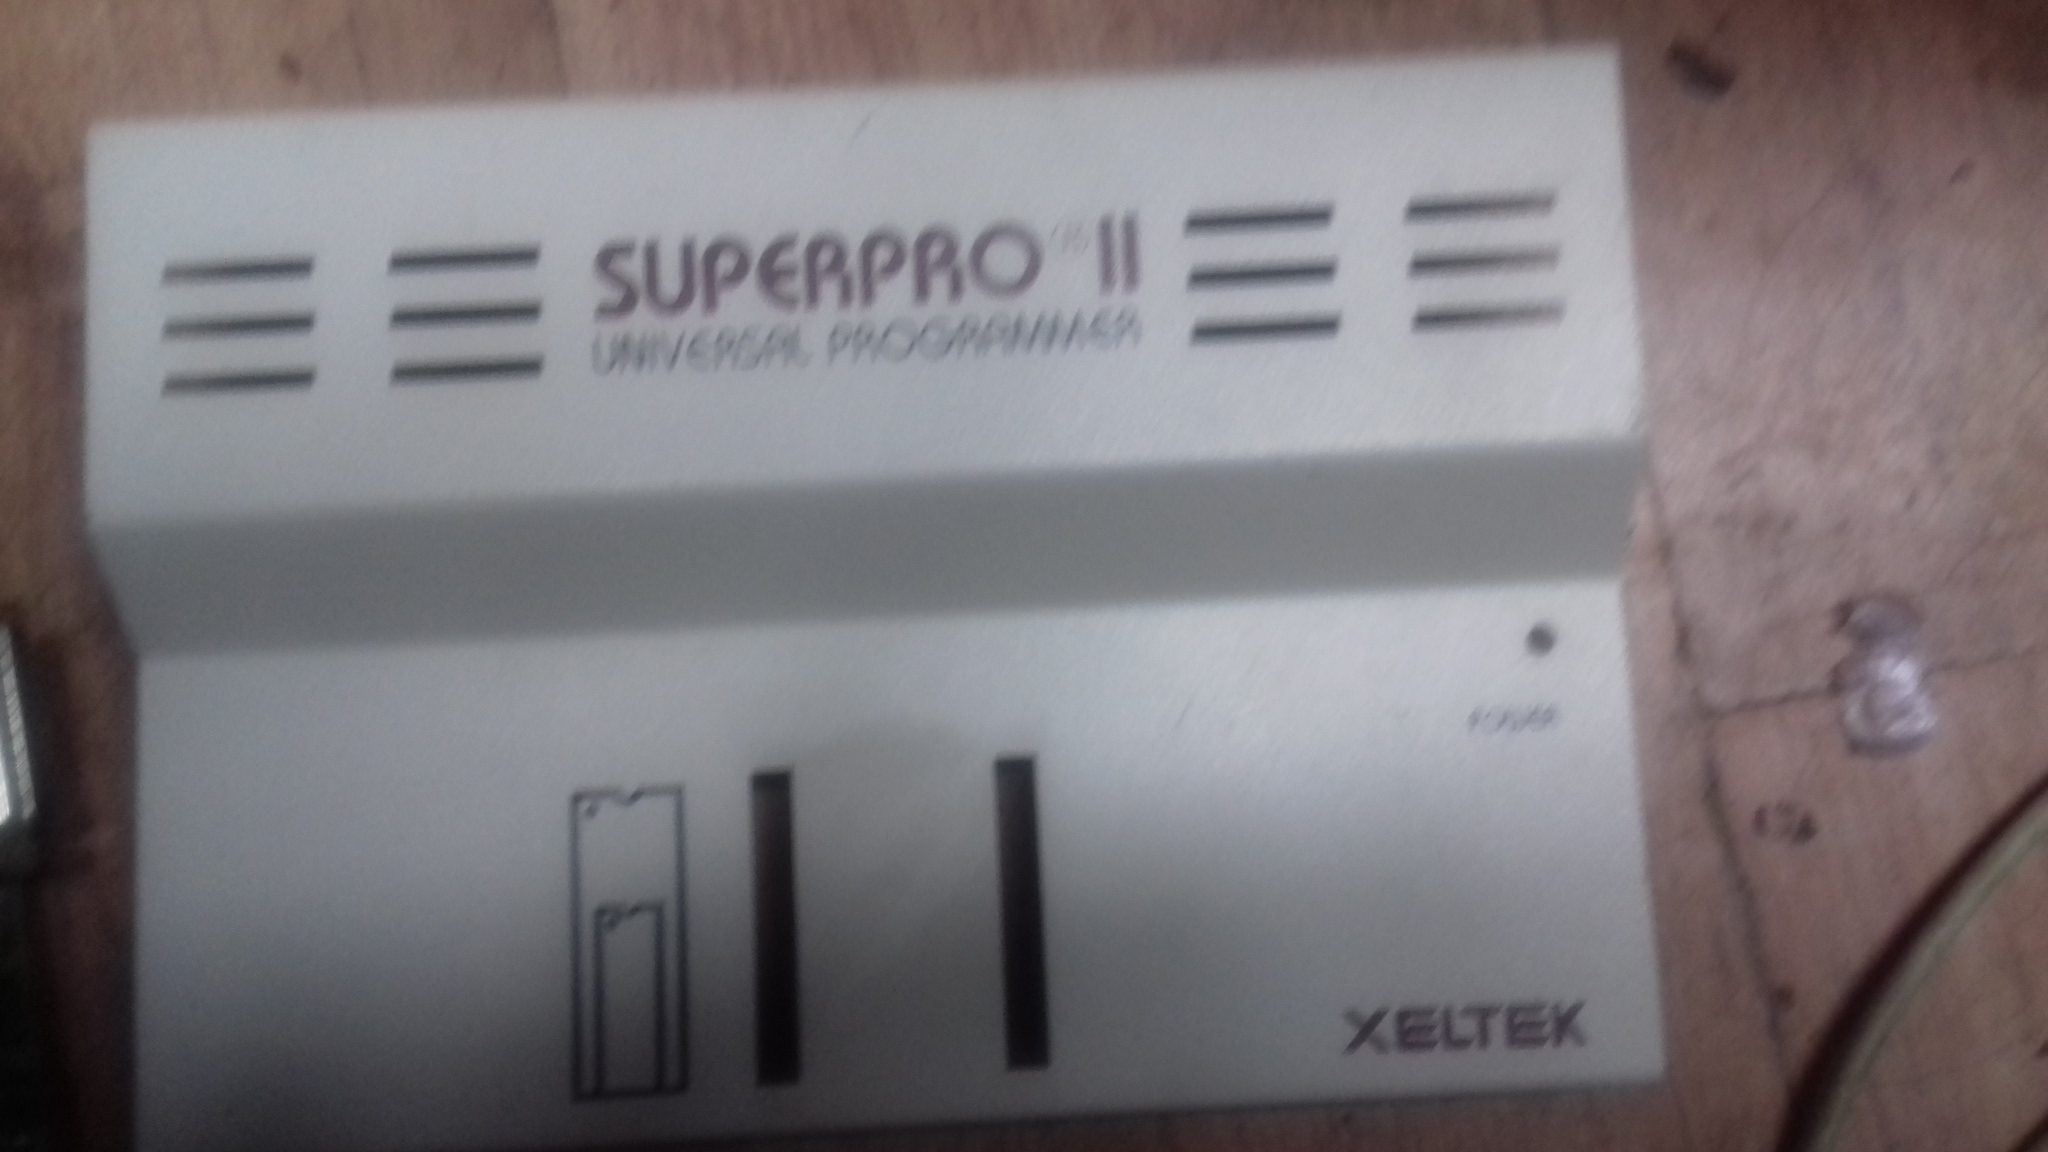 SUPERPRO II
UNIVERSAL PROGRAMMER
POWER
XELTEK